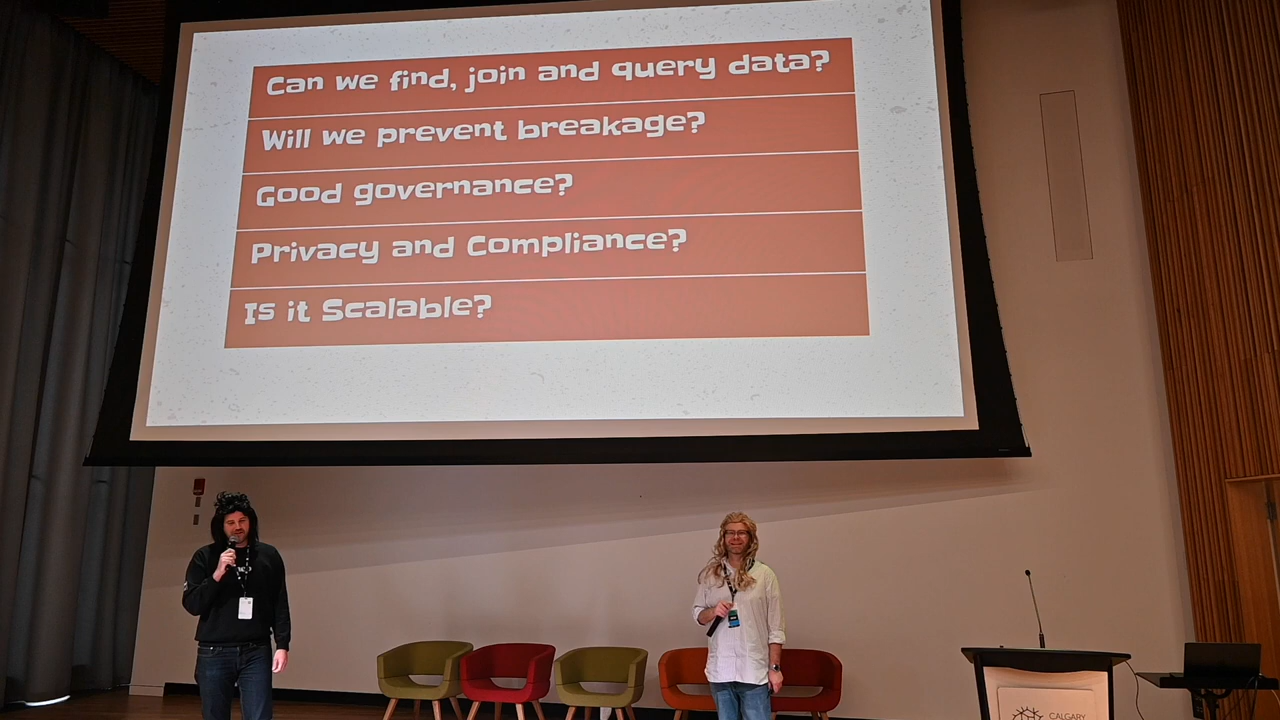 Can we find, join and query data?
Will we prevent breakage?
Good governance?
Privacy and Compliance?
Is it Scalable?
CALGARY